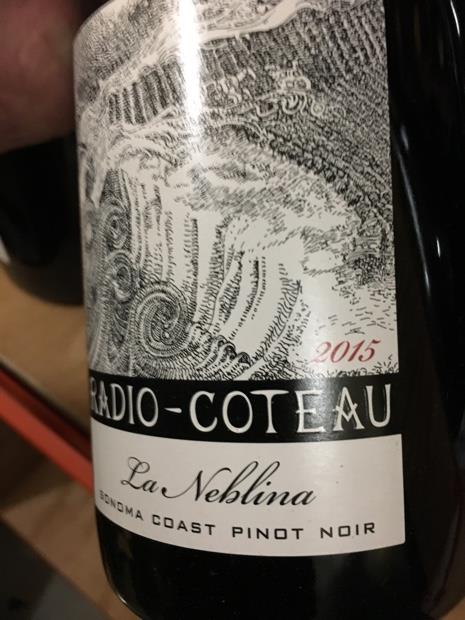 2015
RADIO-COTEAU
La Neblina
SONOMA COAST PINOT NOIR